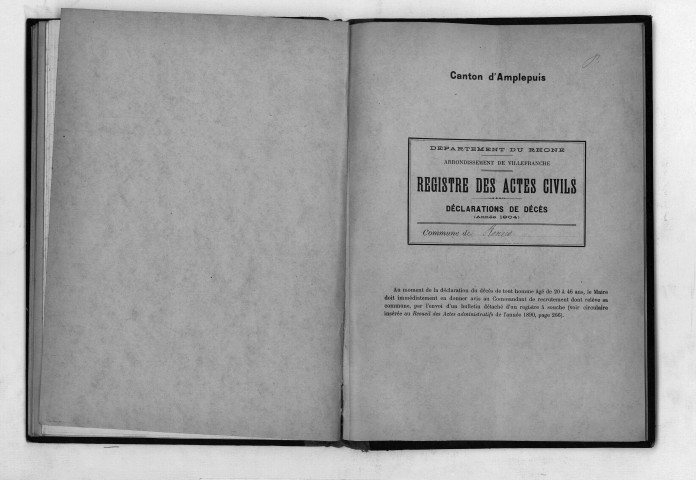 Canton d'Amplepuis
DÉPARTEMENT DU RHONE
ARRONDISSEMENT DE VILLEFRANCHE
REGISTRE DES ACTES CIVILS
DÉCLARATIONS DE DÉCÈS
(Année 1904)
Commune de
Au moment de la déclaration du décès de tout homme âgé de 20 à 46 ans, le Maire
doit immédiatement en donner avis au Commandant de recrutement dont relève sa
commune, par l'envoi d'un bulletin détaché d'un registre à souche (voir circulaire
insérée au Recueil des Actes administratifs de l'année 1890, page 266).